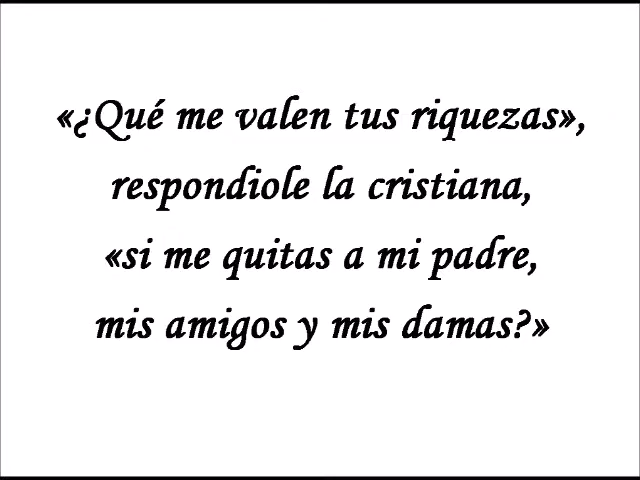 «¿Qué me valen tus riquezas»,
respondiole la cristiana,
«si me quitas a mi padre,
mis amigos y mis damas?»